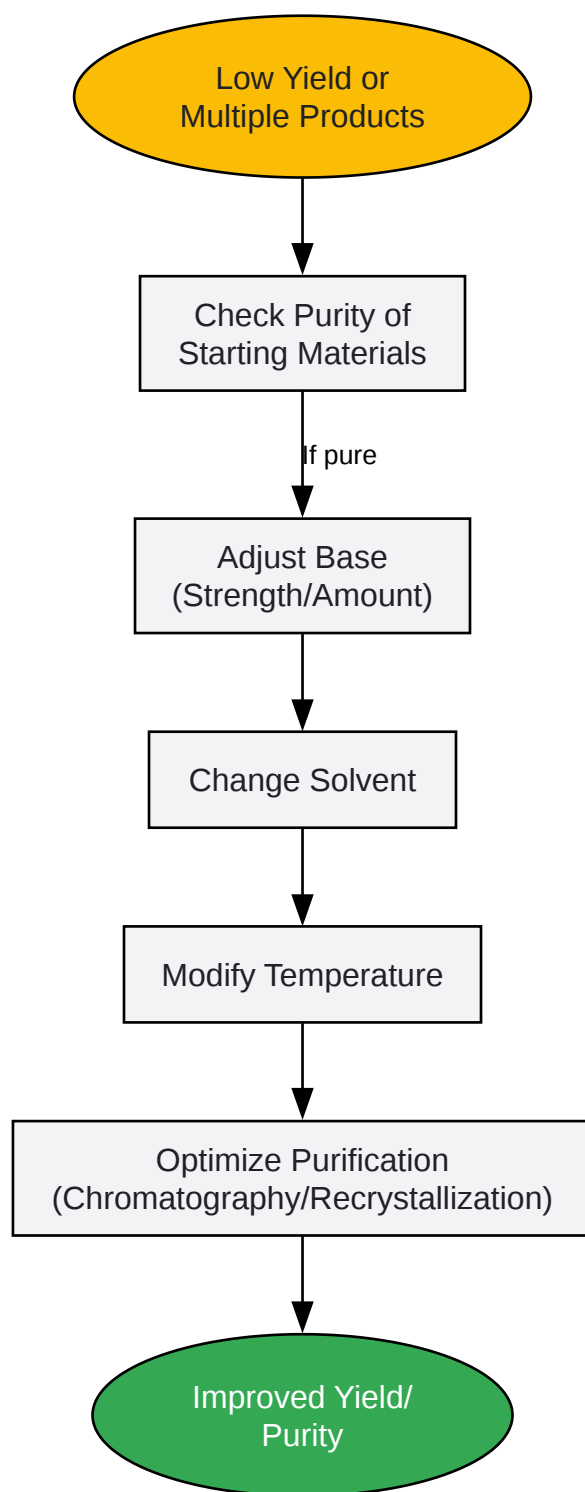 Low Yield or
Multiple Products
Check Purity of
Starting Materials
If pure
Adjust Base
(Strength/Amount)
Change Solvent
Modify Temperature
Optimize Purification
(Chromatography/Recrystallization)
Improved Yield/
Purity